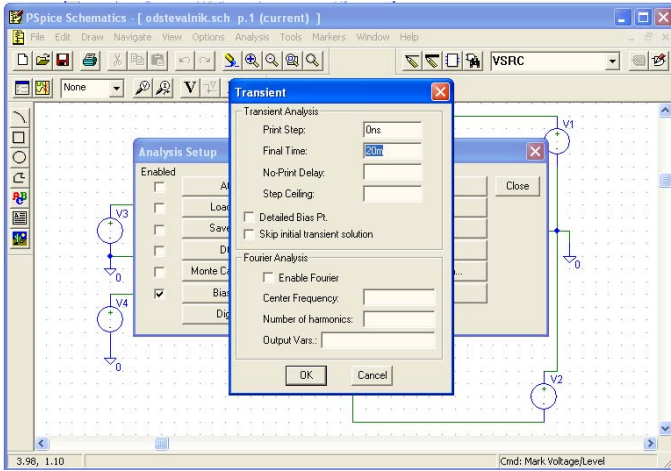 PSpice Schematics - [ odstevalnik.sch p.1 (current) ]
File Edit Draw Navigate View Options Analysis Tools Markers Window Help
VSRC
None
V
Transient
Transient Analysis
Print Step: 0ns
Final Time: 20m
No-Print Delay:
Step Ceiling:
Detailed Bias Pt.
Skip initial transient solution
Fourier Analysis
Enable Fourier
Center Frequency:
Number of harmonics:
Output Vars.:
OK Cancel
Analysis Setup
Enabled
Close
Loa
Save
Monte Ca
Bias
Dig
V1
V3
0
0
V4
0
V2
3.98, 1.10
Cmd: Mark Voltage/Level